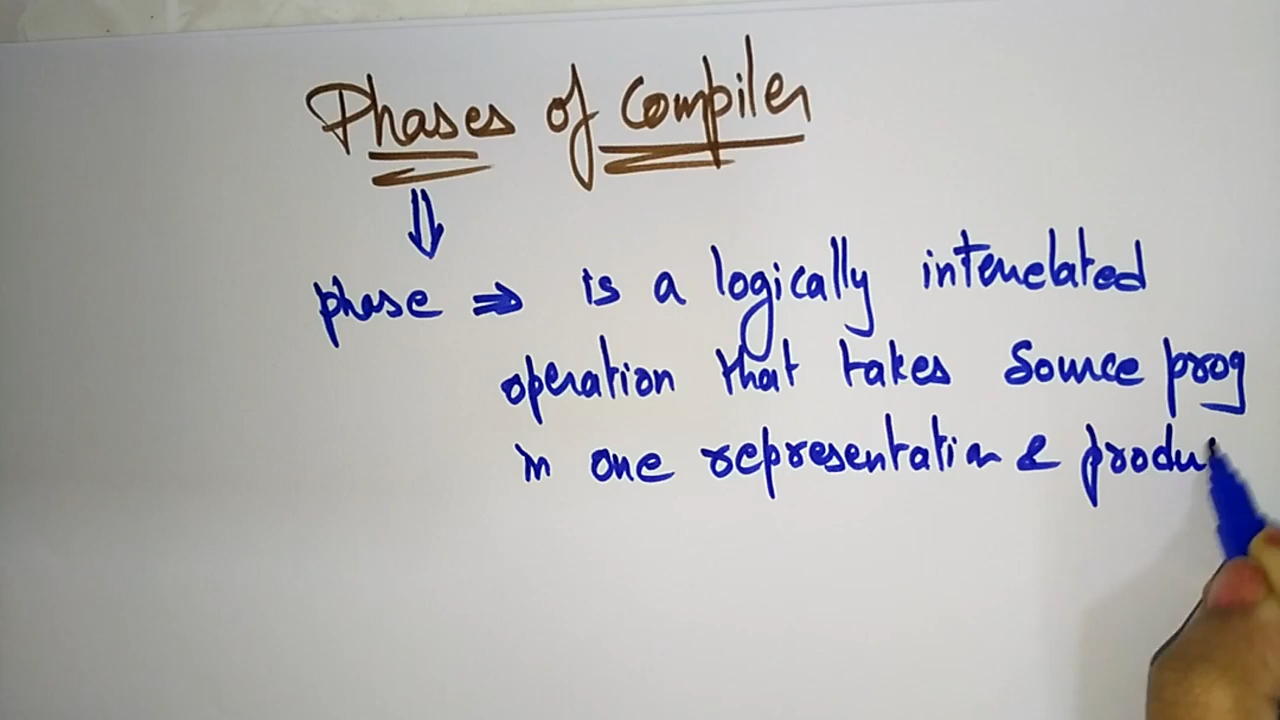 Phases of Compiler
⇓
phase ⇒ is a logically interrelated
operation that takes Source prog
in one representation & produ